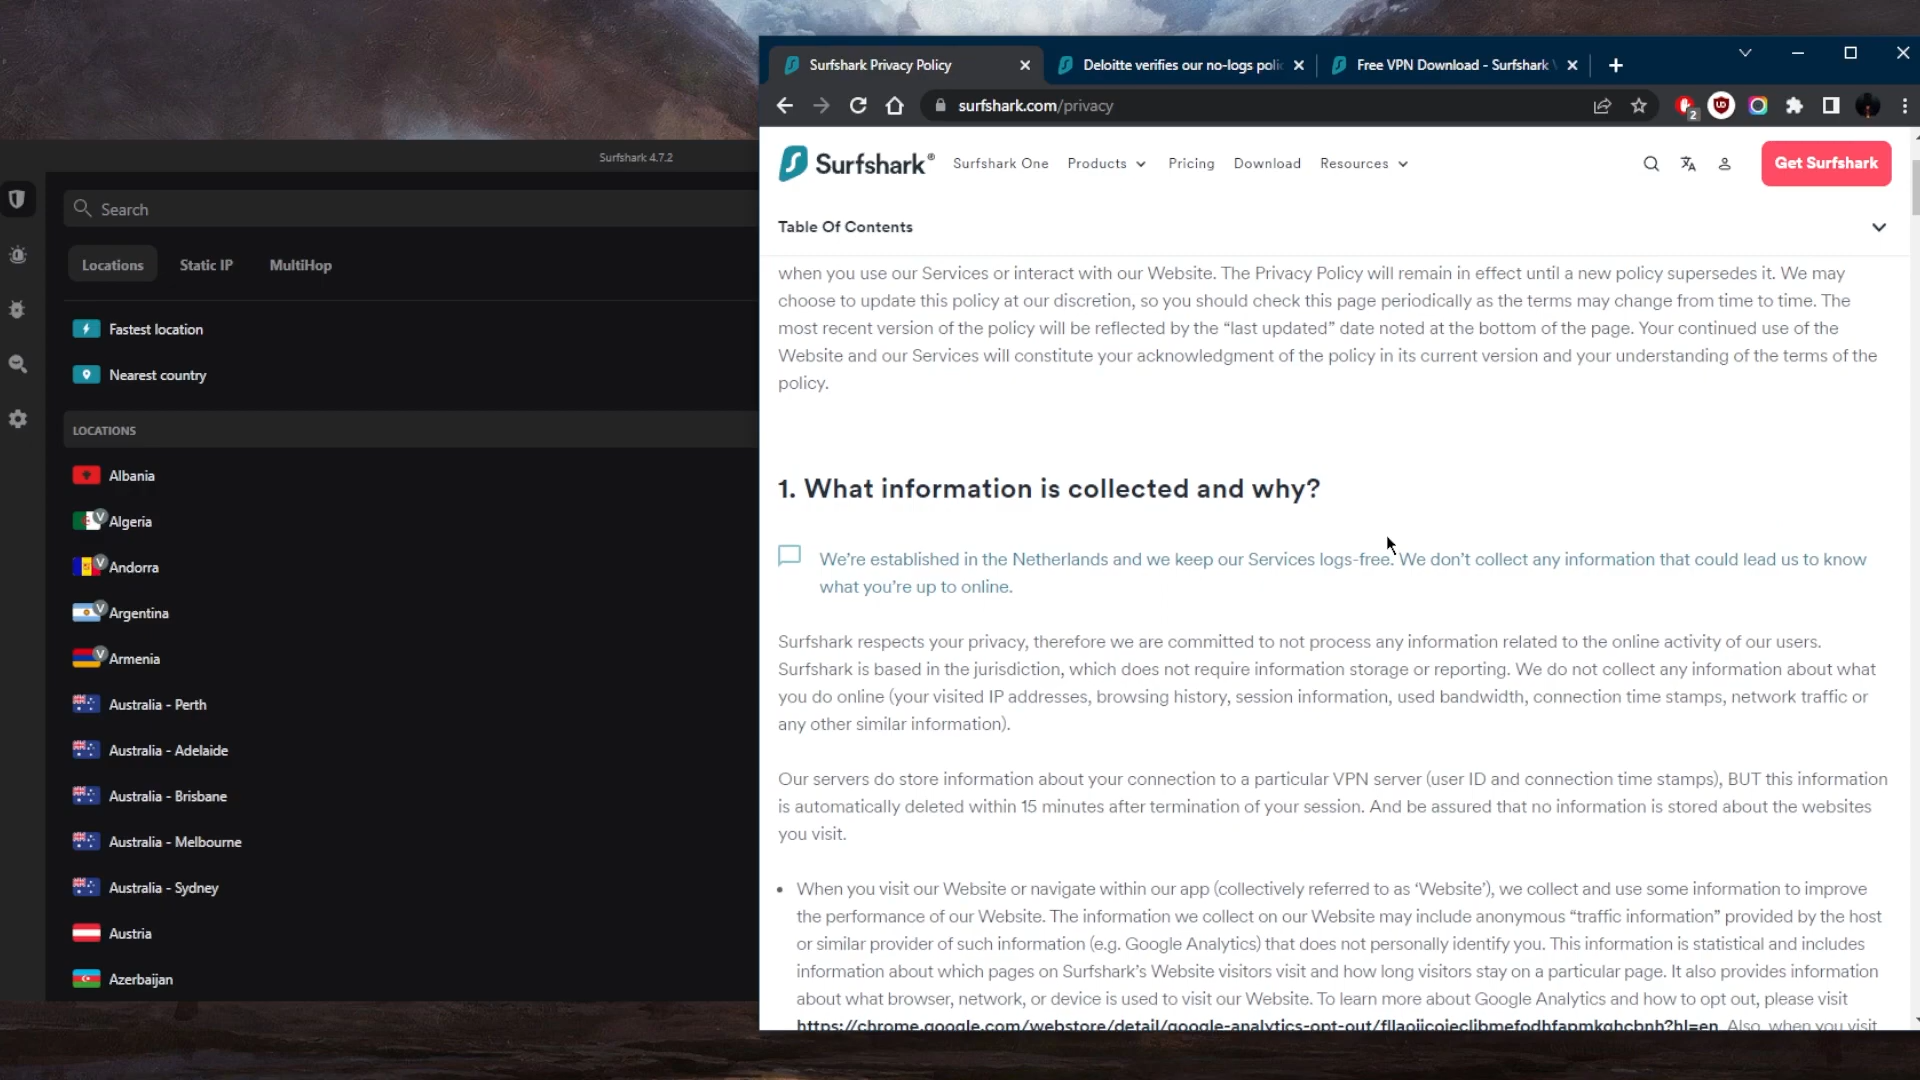 Surfshark 4.7.2
Search
Locations
Static IP
MultiHop
Fastest location
Nearest country
LOCATIONS
Albania
V
Algeria
V
Andorra
V
Argentina
V
Armenia
Australia - Perth
Australia - Adelaide
Australia - Brisbane
Australia - Melbourne
Australia - Sydney
Austria
Azerbaijan
Surfshark Privacy Policy
Deloitte verifies our no-logs poli
Free VPN Download - Surfshark
surfshark.com/privacy
2
Surfshark®
Surfshark One
Products
Pricing
Download
Resources
Get Surfshark
Table Of Contents
when you use our Services or interact with our Website. The Privacy Policy will remain in effect until a new policy supersedes it. We may
choose to update this policy at our discretion, so you should check this page periodically as the terms may change from time to time. The
most recent version of the policy will be reflected by the “last updated” date noted at the bottom of the page. Your continued use of the
Website and our Services will constitute your acknowledgment of the policy in its current version and your understanding of the terms of the
policy.
1. What information is collected and why?
We’re established in the Netherlands and we keep our Services logs-free. We don’t collect any information that could lead us to know
what you’re up to online.
Surfshark respects your privacy, therefore we are committed to not process any information related to the online activity of our users.
Surfshark is based in the jurisdiction, which does not require information storage or reporting. We do not collect any information about what
you do online (your visited IP addresses, browsing history, session information, used bandwidth, connection time stamps, network traffic or
any other similar information).
Our servers do store information about your connection to a particular VPN server (user ID and connection time stamps), BUT this information
is automatically deleted within 15 minutes after termination of your session. And be assured that no information is stored about the websites
you visit.
• When you visit our Website or navigate within our app (collectively referred to as ‘Website’), we collect and use some information to improve
the performance of our Website. The information we collect on our Website may include anonymous “traffic information” provided by the host
or similar provider of such information (e.g. Google Analytics) that does not personally identify you. This information is statistical and includes
information about which pages on Surfshark’s Website visitors visit and how long visitors stay on a particular page. It also provides information
about what browser, network, or device is used to visit our Website. To learn more about Google Analytics and how to opt out, please visit
Also, when you visit